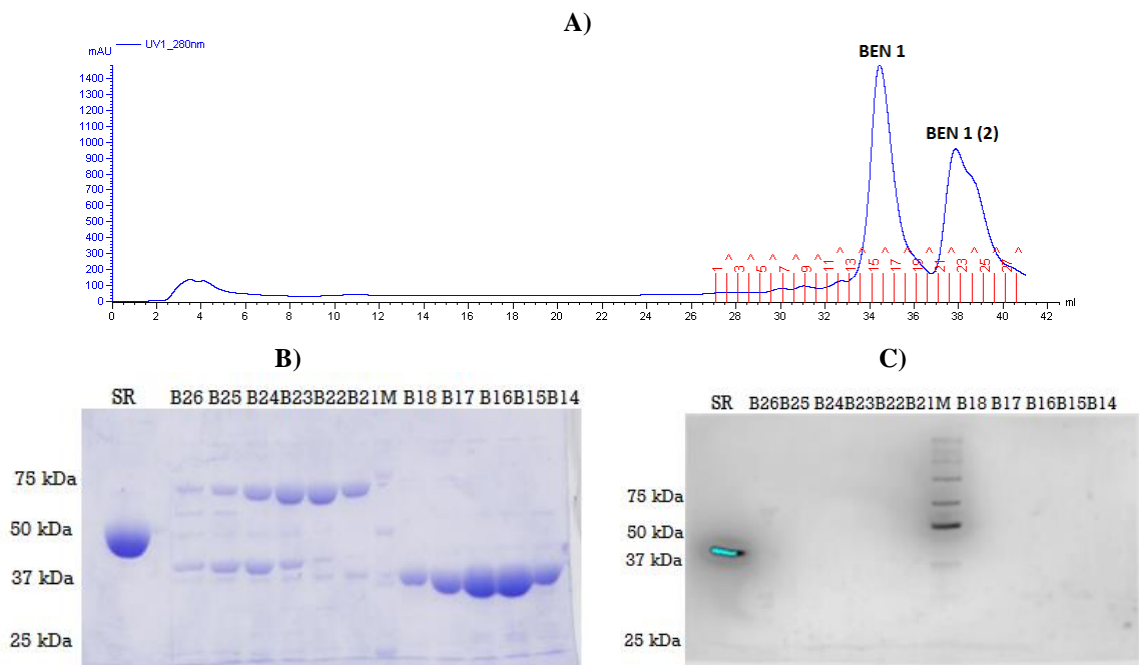 A)
mAU
UV1_280nm
BEN 1
BEN 1 (2)
1400
1300
1200
1100
1000
900
800
700
600
500
400
300
200
100
0
1 3 5 7 9 11 13 15 17 19 21 23 25 27
0 2 4 6 8 10 12 14 16 18 20 22 24 26 28 30 32 34 36 38 40 42 ml
B)
SR B26 B25 B24 B23 B22 B21 M B18 B17 B16 B15 B14
75 kDa
50 kDa
37 kDa
25 kDa
C)
SR B26 B25 B24 B23 B22 B21 M B18 B17 B16 B15 B14
75 kDa
50 kDa
37 kDa
25 kDa